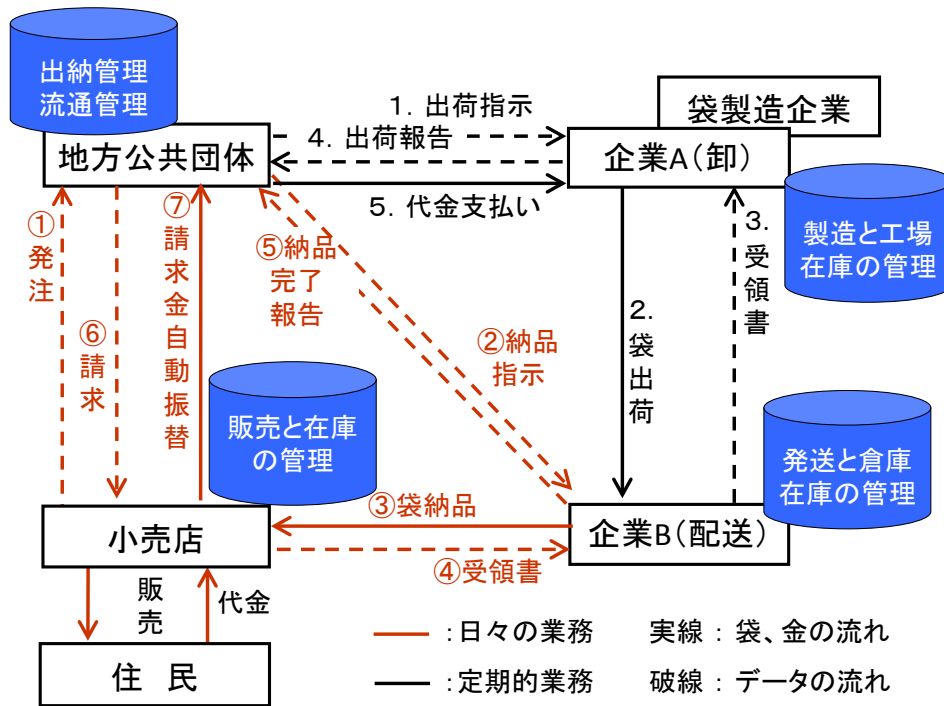 出納管理
流通管理
地方公共団体
1. 出荷指示
4. 出荷報告
5. 代金支払い
袋製造企業
企業A(卸)
製造と工場
在庫の管理
①発注
⑥請求
⑦請求金自動振替
⑤納品
完了
報告
②納品
指示
2.袋出荷
3.受領書
販売と在庫
の管理
発送と倉庫
在庫の管理
小売店
③袋納品
④受領書
企業B(配送)
販売
代金
住 民
:日々の業務
実線:袋、金の流れ
:定期的業務
破線:データの流れ